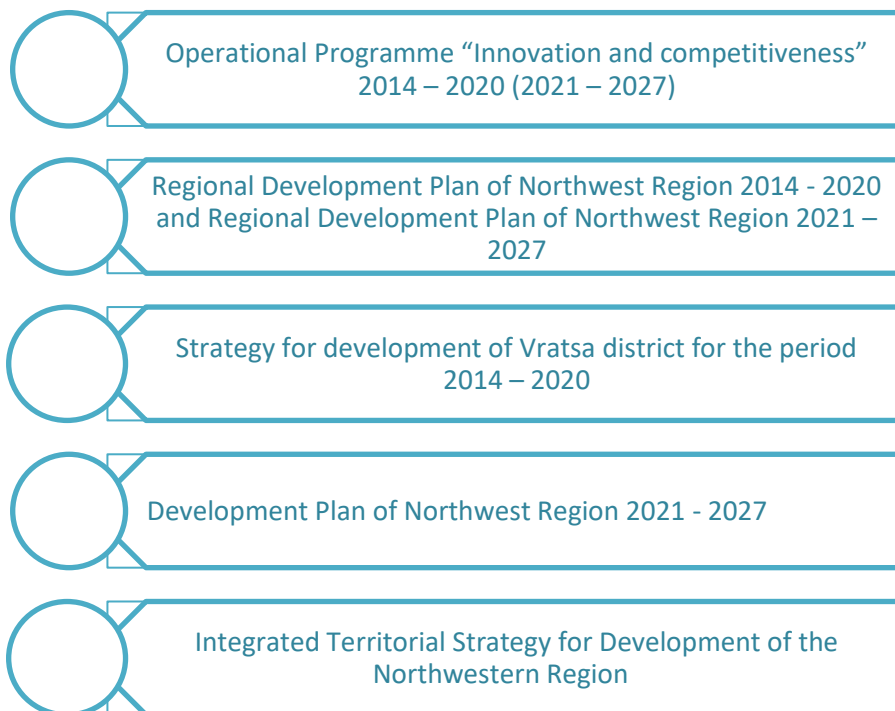 Operational Programme “Innovation and competitiveness”
2014 – 2020 (2021 – 2027)
Regional Development Plan of Northwest Region 2014 - 2020
and Regional Development Plan of Northwest Region 2021 –
2027
Strategy for development of Vratsa district for the period
2014 – 2020
Development Plan of Northwest Region 2021 - 2027
Integrated Territorial Strategy for Development of the
Northwestern Region